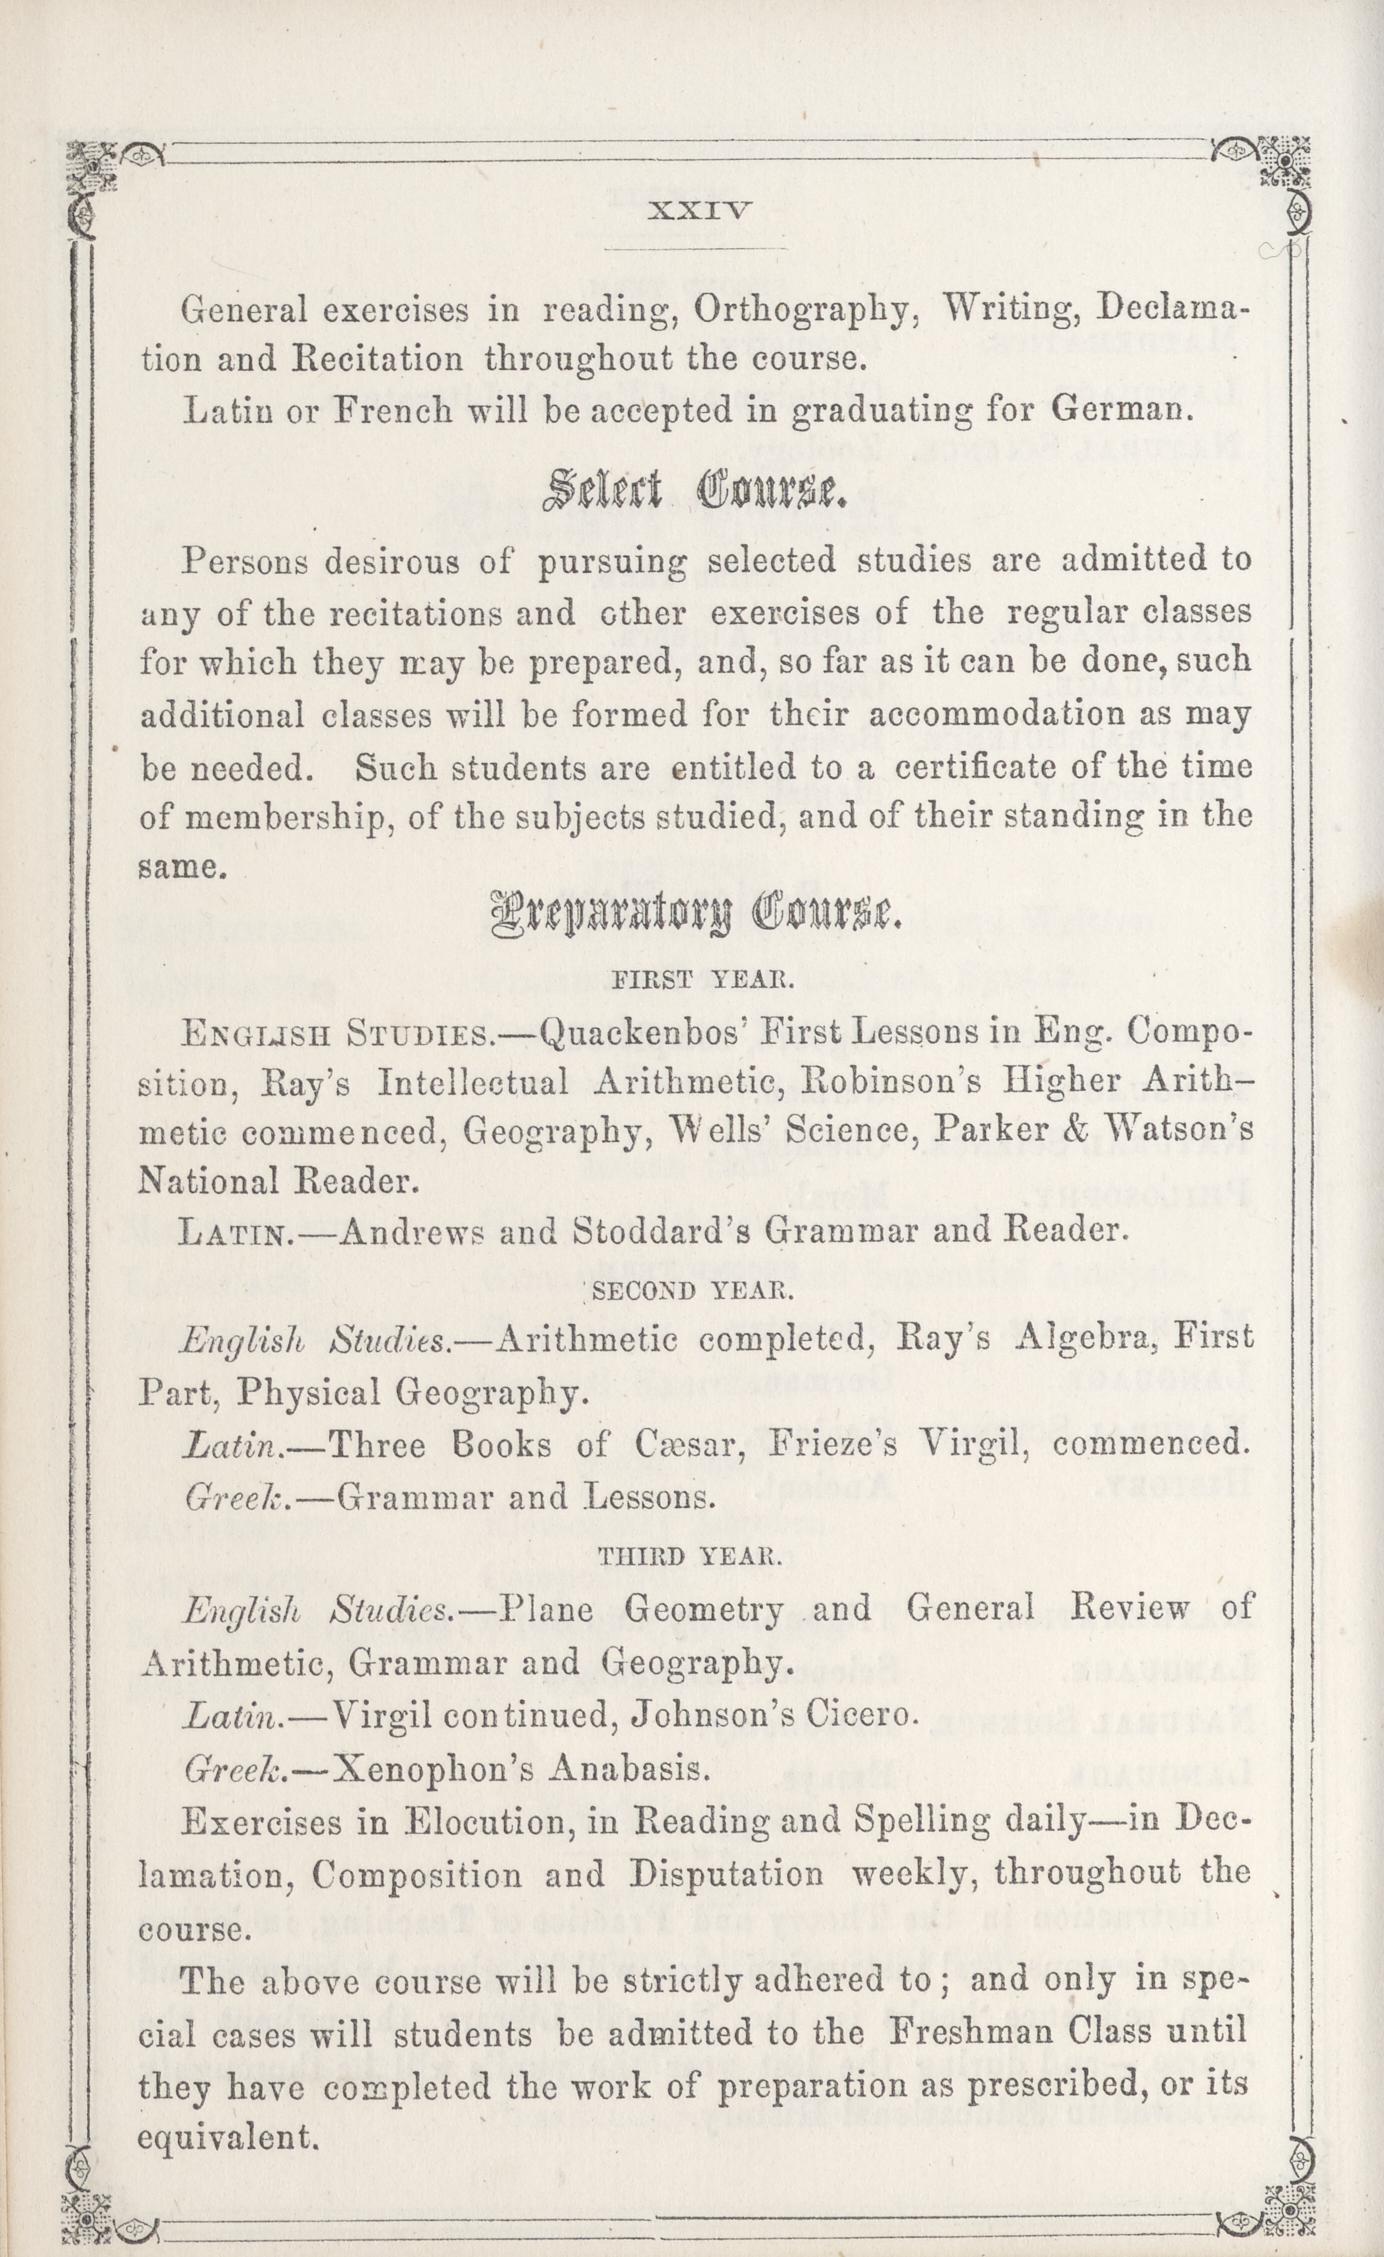 XXIV
General exercises in reading, Orthography, Writing, Declama-
tion and Recitation throughout the course.
Latin or French will be accepted in graduating for German.
Select Course.
Persons desirous of pursuing selected studies are admitted to
any of the recitations and other exercises of the regular classes
for which they may be prepared, and, so far as it can be done, such
additional classes will be formed for their accommodation as may
be needed. Such students are entitled to a certificate of the time
of membership, of the subjects studied, and of their standing in the
same.
Preparatory Course.
FIRST YEAR.
ENGLISH STUDIES.—Quackenbos' First Lessons in Eng. Compo-
sition, Ray's Intellectual Arithmetic, Robinson's Higher Arith-
metic commenced, Geography, Wells' Science, Parker & Watson's
National Reader.
LATIN.—Andrews and Stoddard's Grammar and Reader.
SECOND YEAR.
English Studies.—Arithmetic completed, Ray's Algebra, First
Part, Physical Geography.
Latin.—Three Books of Cæsar, Frieze's Virgil, commenced.
Greek.—Grammar and Lessons.
THIRD YEAR.
English Studies.—Plane Geometry and General Review of
Arithmetic, Grammar and Geography.
Latin.—Virgil continued, Johnson's Cicero.
Greek.—Xenophon's Anabasis.
Exercises in Elocution, in Reading and Spelling daily—in Dec-
lamation, Composition and Disputation weekly, throughout the
course.
The above course will be strictly adhered to; and only in spe-
cial cases will students be admitted to the Freshman Class until
they have completed the work of preparation as prescribed, or its
equivalent.